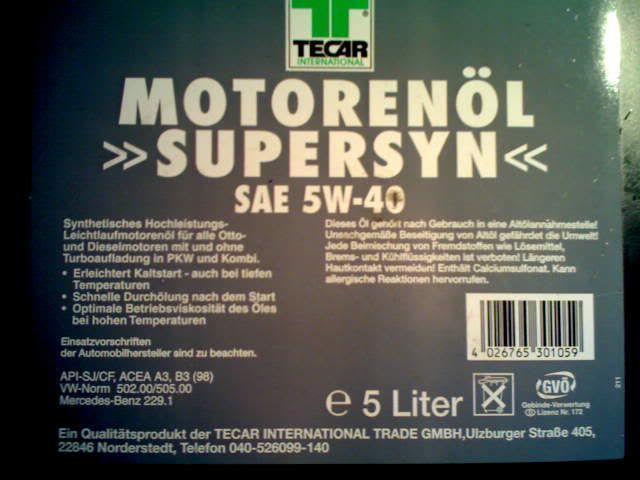 TECAR
INTERNATIONAL
MOTORENÖL
»SUPERSYN«
SAE 5W-40
Synthetisches Hochleistungs-
Leichtlaufmotorenöl für alle Otto-
und Dieselmotoren mit und ohne
Turboaufladung in PKW und Kombi.
• Erleichtert Kaltstart - auch bei tiefen
Temperaturen
• Schnelle Durchölung nach dem Start
• Optimale Betriebsviskosität des Öles
bei hohen Temperaturen
Einsatzvorschriften
der Automobilhersteller sind zu beachten.
API-SJ/CF, ACEA A3, B3 (98)
VW-Norm 502.00/505.00
Mercedes-Benz 229.1
Dieses Öl gehört nach Gebrauch in eine Altölannahmestelle!
Unsachgemäße Beseitigung von Altöl gefährdet die Umwelt!
Jede Beimischung von Fremdstoffen wie Lösemittel,
Brems- und Kühlflüssigkeiten ist verboten! Längeren
Hautkontakt vermeiden! Enthält Calciumsulfonat. Kann
allergische Reaktionen hervorrufen.
4 026765 301059
e 5 Liter
GVÖ
Gebinde-Verwertung
Lizenz Nr. 172
211
Ein Qualitätsprodukt der TECAR INTERNATIONAL TRADE GMBH,Ulzburger Straße 405,
22846 Norderstedt, Telefon 040-526099-140